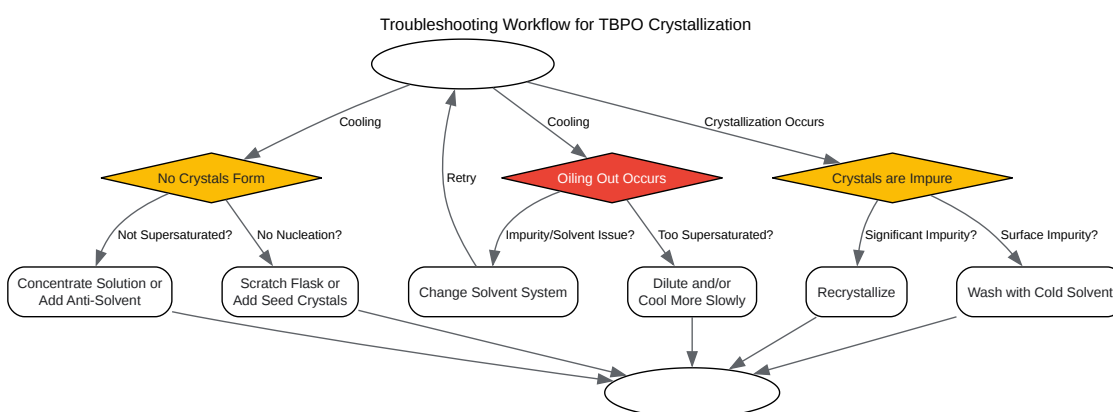 Troubleshooting Workflow for TBPO Crystallization
Cooling
Cooling
Crystallization Occurs
No Crystals Form
Retry
Oiling Out Occurs
Crystals are Impure
Not Supersaturated?
No Nucleation?
Impurity/Solvent Issue?
Too Supersaturated?
Significant Impurity?
Surface Impurity?
Concentrate Solution or
Add Anti-Solvent
Scratch Flask or
Add Seed Crystals
Change Solvent System
Dilute and/or
Cool More Slowly
Recrystallize
Wash with Cold Solvent